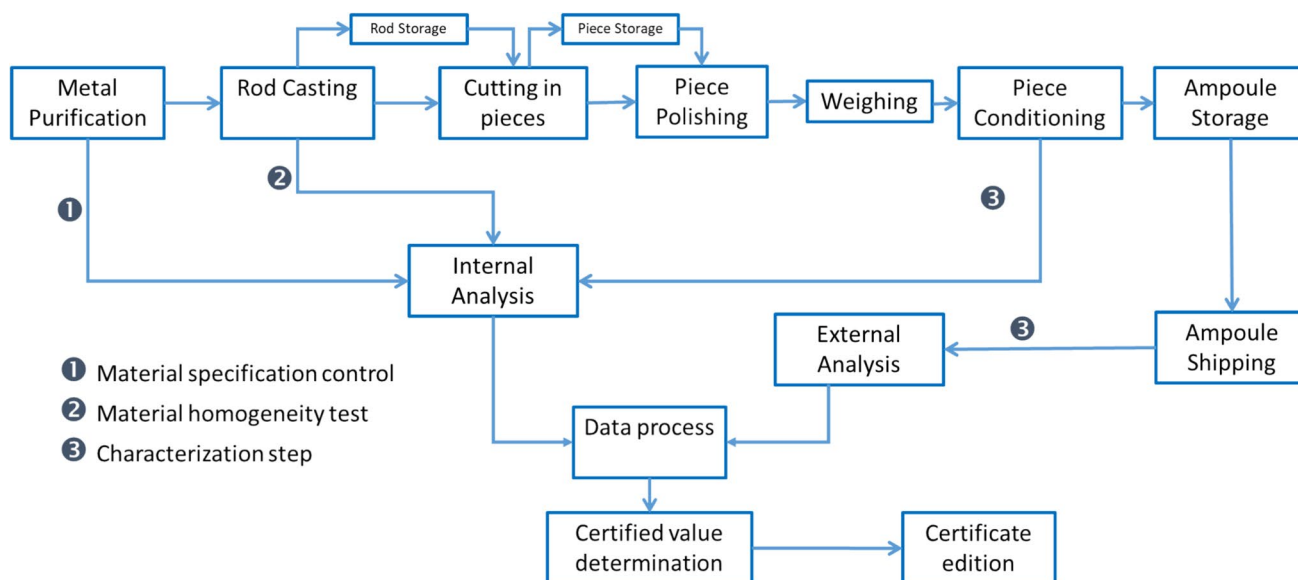 Rod Storage
Piece Storage
Metal
Purification
Rod Casting
Cutting in
pieces
Piece
Polishing
Weighing
Piece
Conditioning
Ampoule
Storage
❷
❶
❸
Internal
Analysis
External
Analysis
❸
Ampoule
Shipping
❶ Material specification control
❷ Material homogeneity test
❸ Characterization step
Data process
Certified value
determination
Certificate
edition